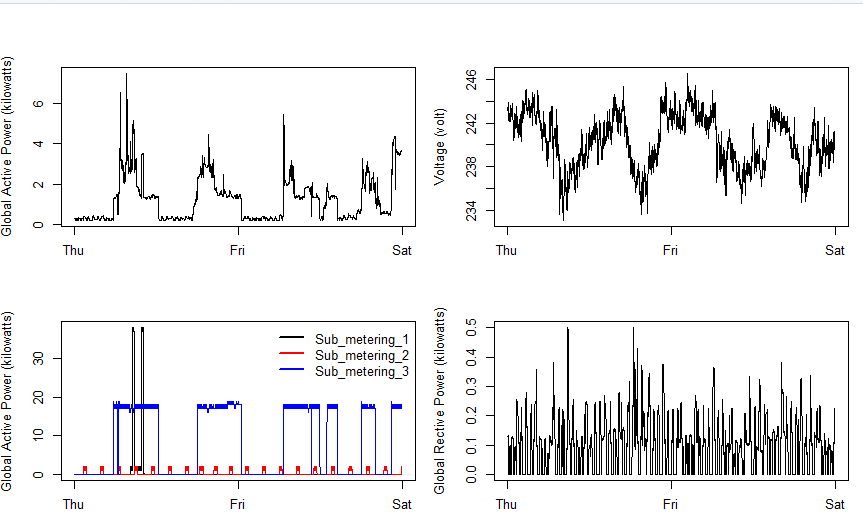 Global Active Power (kilowatts)
6
4
2
0
Thu Fri Sat
Voltage (volt)
246
242
238
234
Thu Fri Sat
Global Active Power (kilowatts)
30
20
10
0
Sub_metering_1
Sub_metering_2
Sub_metering_3
Thu Fri Sat
Global Rective Power (kilowatts)
0.5
0.4
0.3
0.2
0.1
0.0
Thu Fri Sat